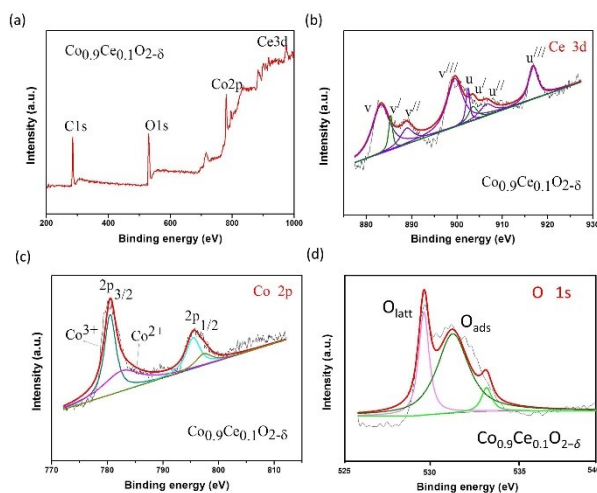 (a)
Co0.9Ce0.1O2-δ
Ce3d
Co2p
C1s
O1s
Intensity (a.u.)
200 400 600 800 1000
Binding energy (eV)
(b)
Ce 3d
v v/ v// v/// u u/ u// u///
Co0.9Ce0.1O2-δ
Intensity (a.u.)
880 890 900 910 920 930
Binding energy (eV)
(c)
Co 2p
2p3/2
2p1/2
Co3+
Co2+
Co0.9Ce0.1O2-δ
Intensity (a.u.)
770 780 790 800 810
Binding energy (eV)
(d)
O 1s
Olatt
Oads
Co0.9Ce0.1O2-δ
Intensity (a.u.)
525 530 535 540
Binding energy (eV)